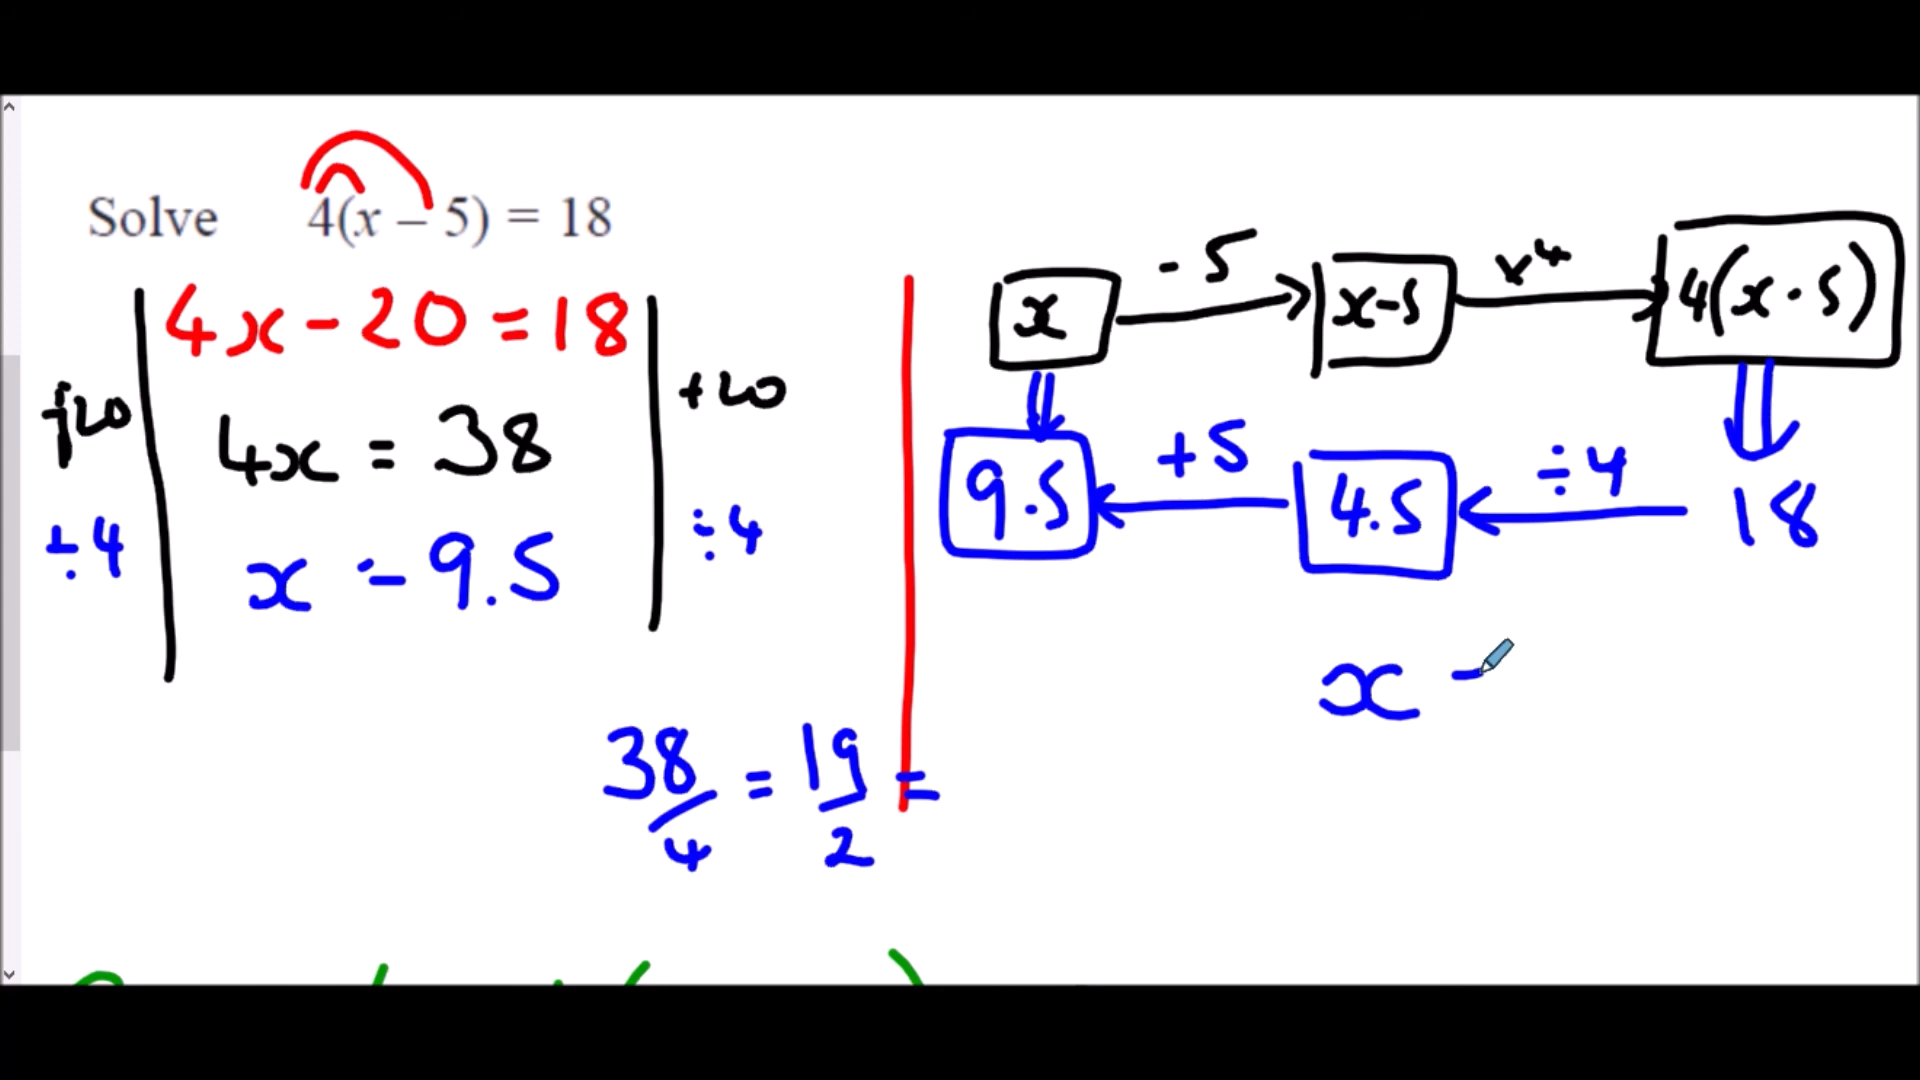 Solve 4(x – 5) = 18
4x - 20 = 18
+20
+20
4x = 38
÷4
÷4
x = 9.5
38/4 = 19/2 =
x
- 5
x-5
×4
4(x - 5)
9.5
+5
4.5
÷4
18
x -